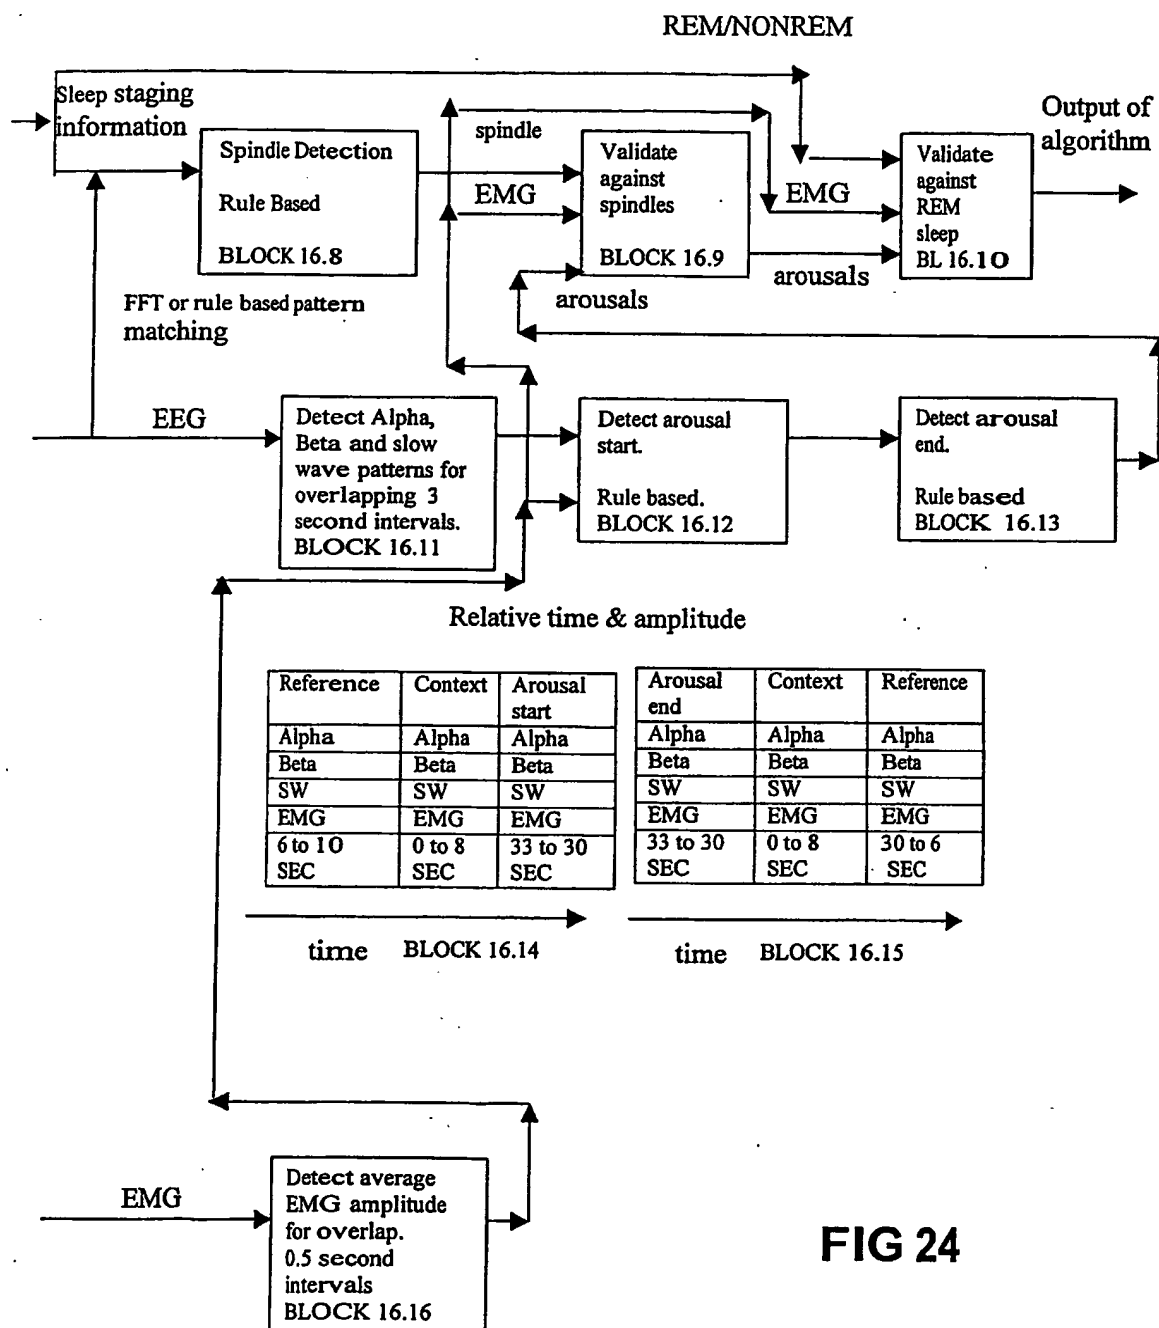 REM/NONREM
Sleep staging
information
Output of
algorithm
Spindle Detection
Rule Based
BLOCK 16.8
spindle
EMG
Validate
against
spindles
BLOCK 16.9
EMG
arousals
Validate
against
REM
sleep
BL 16.10
arousals
FFT or rule based pattern
matching
EEG
Detect Alpha,
Beta and slow
wave patterns for
overlapping 3
second intervals.
BLOCK 16.11
Detect arousal
start.
Rule based.
BLOCK 16.12
Detect arousal
end.
Rule based
BLOCK 16.13
Relative time & amplitude
Reference Context Arousal
start
Alpha Alpha Alpha
Beta Beta Beta
SW SW SW
EMG EMG EMG
6 to 10 0 to 8 33 to 30
SEC SEC SEC
time BLOCK 16.14
Arousal Context Reference
end
Alpha Alpha Alpha
Beta Beta Beta
SW SW SW
EMG EMG EMG
33 to 30 0 to 8 30 to 6
SEC SEC SEC
time BLOCK 16.15
EMG
Detect average
EMG amplitude
for overlap.
0.5 second
intervals
BLOCK 16.16
FIG 24